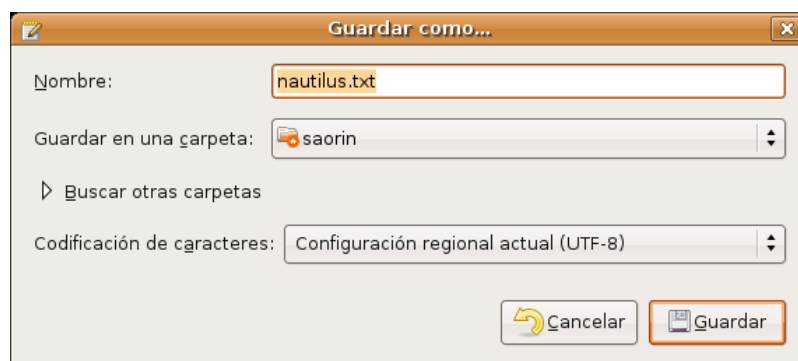 Guardar como...
Nombre: nautilus.txt
Guardar en una carpeta: saorin
Buscar otras carpetas
Codificación de caracteres: Configuración regional actual (UTF-8)
Cancelar Guardar